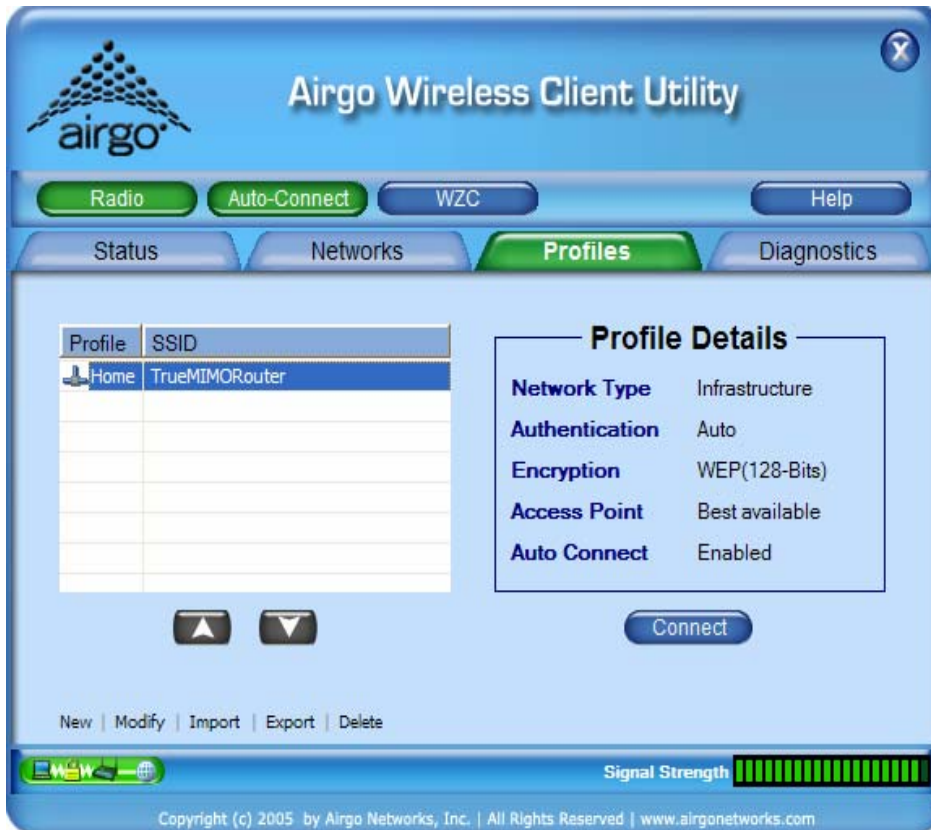 airgo
Airgo Wireless Client Utility
X
Radio
Auto-Connect
WZC
Help
Status
Networks
Profiles
Diagnostics
Profile SSID
Home TrueMIMORouter
Profile Details
Network Type Infrastructure
Authentication Auto
Encryption WEP(128-Bits)
Access Point Best available
Auto Connect Enabled
Connect
New | Modify | Import | Export | Delete
Signal Strength
Copyright (c) 2005 by Airgo Networks, Inc. | All Rights Reserved | www.airgonetworks.com